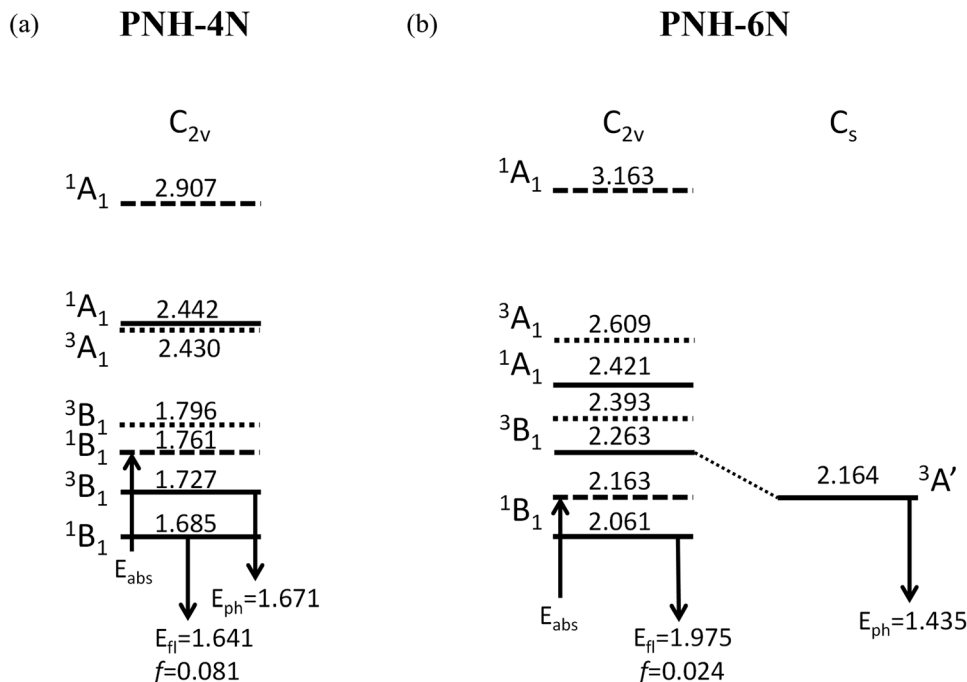 (a) PNH-4N
C2v
¹A₁ 2.907
¹A₁ 2.442
³A₁ 2.430
³B₁ 1.796
¹B₁ 1.761
³B₁ 1.727
¹B₁ 1.685
Eabs
Eph=1.671
Efl=1.641
f=0.081
(b) PNH-6N
C2v Cs
¹A₁ 3.163
³A₁ 2.609
¹A₁ 2.421
2.393
³B₁ 2.263
2.164 ³A’
2.163
¹B₁ 2.061
Eabs
Eph=1.435
Efl=1.975
f=0.024